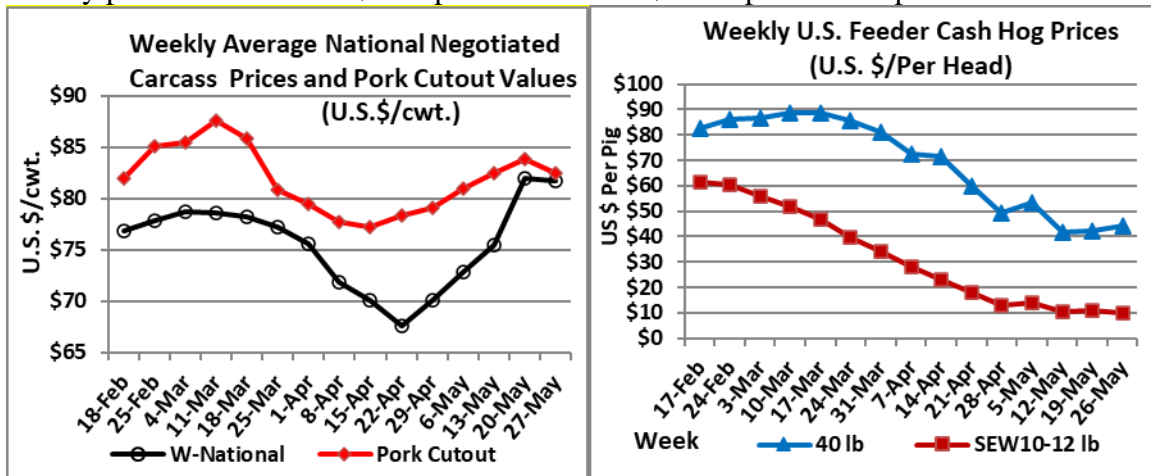 Weekly Average National Negotiated
Carcass Prices and Pork Cutout Values
(U.S.$/cwt.)
U.S. $/cwt.
$90
$85
$80
$75
$70
$65
18-Feb
25-Feb
4-Mar
11-Mar
18-Mar
25-Mar
1-Apr
8-Apr
15-Apr
22-Apr
29-Apr
6-May
13-May
20-May
27-May
W-National
Pork Cutout
Weekly U.S. Feeder Cash Hog Prices
(U.S. $/Per Head)
US $ Per Pig
$100
$90
$80
$70
$60
$50
$40
$30
$20
$10
$0
17-Feb
24-Feb
3-Mar
10-Mar
17-Mar
24-Mar
31-Mar
7-Apr
14-Apr
21-Apr
28-Apr
5-May
12-May
19-May
26-May
Week
40 lb
SEW10-12 lb